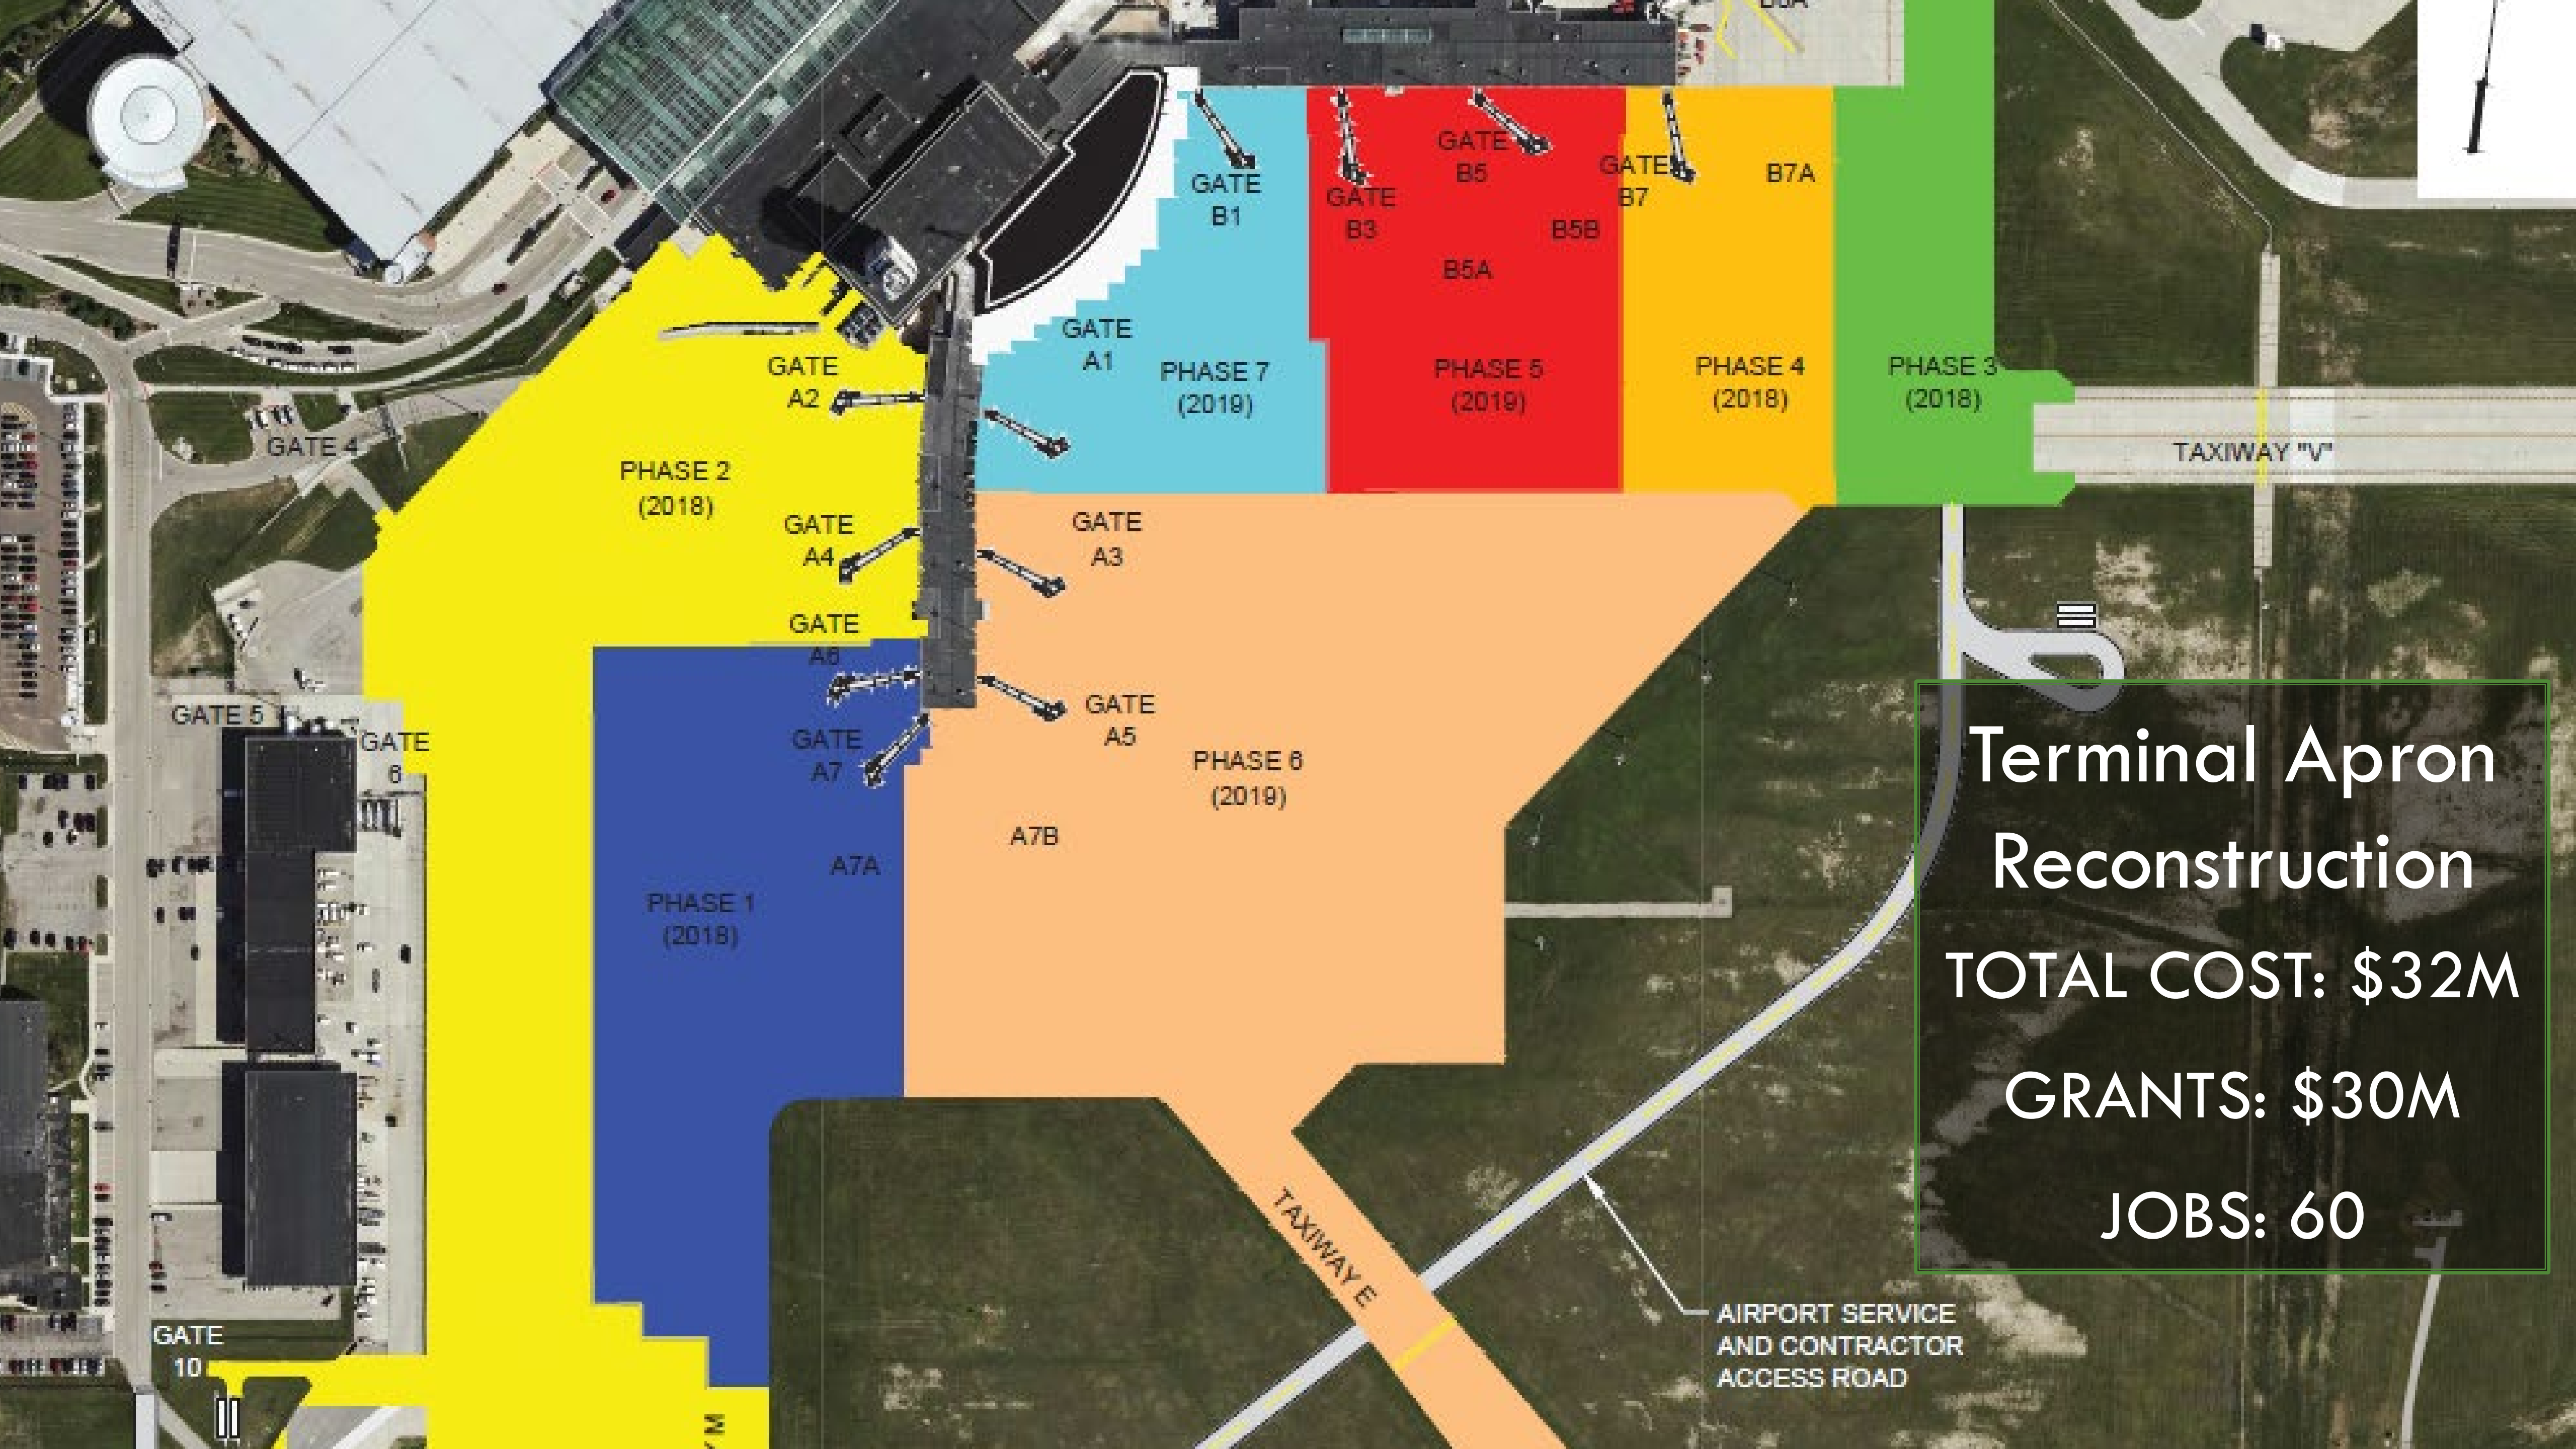 GATE
B1
GATE
B3
GATE
B5
B5A
B5B
GATE
B7
B7A
GATE
A1
GATE
A2
PHASE 7
(2019)
PHASE 5
(2019)
PHASE 4
(2018)
PHASE 3
(2018)
GATE 4
TAXIWAY "V"
PHASE 2
(2018)
GATE
A4
GATE
A3
GATE
A6
GATE 5
GATE
6
GATE
A7
GATE
A5
PHASE 6
(2019)
A7B
A7A
PHASE 1
(2018)
Terminal Apron
Reconstruction
TOTAL COST: $32M
GRANTS: $30M
JOBS: 60
TAXIWAY E
AIRPORT SERVICE
AND CONTRACTOR
ACCESS ROAD
GATE
10